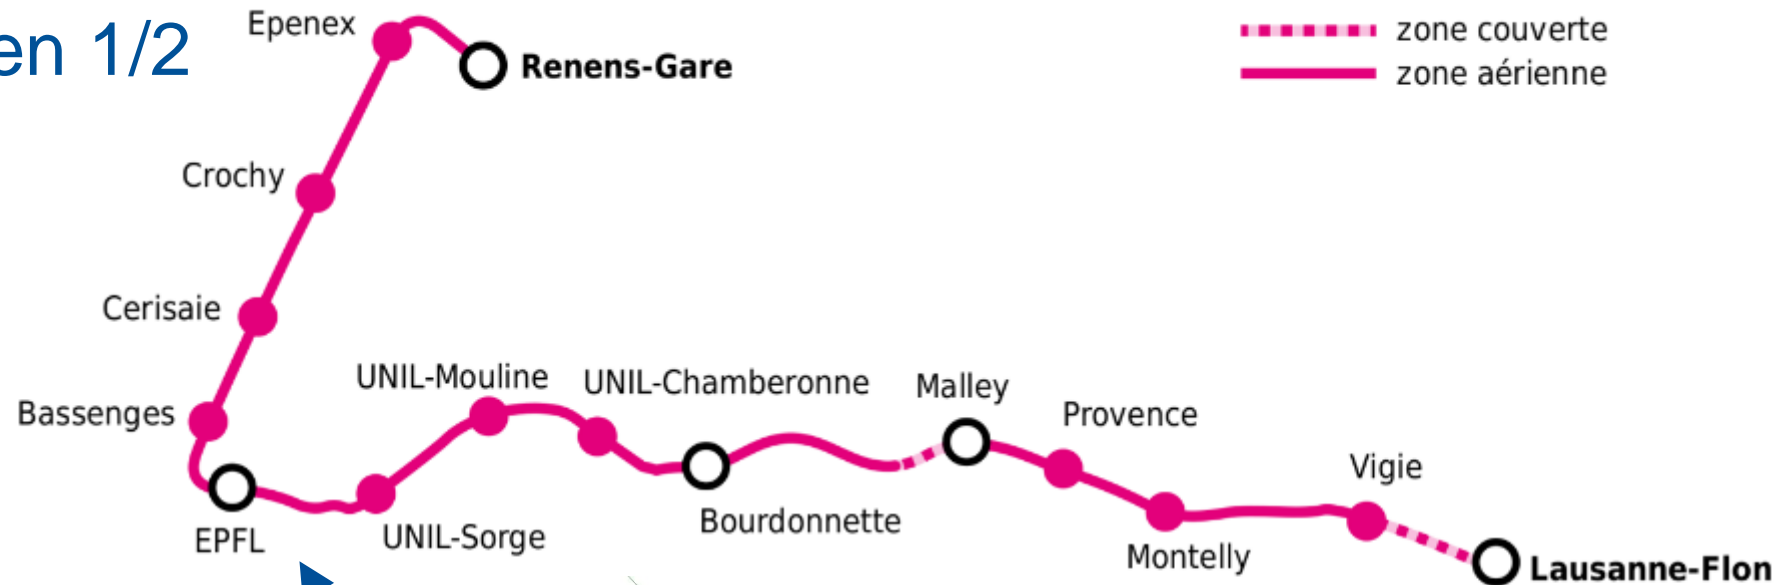 en 1/2
Epenex
Renens-Gare
zone couverte
zone aérienne
Crochy
Cerisaie
Bassenges
EPFL
UNIL-Sorge
UNIL-Mouline
UNIL-Chamberonne
Bourdonnette
Malley
Provence
Montelly
Vigie
Lausanne-Flon